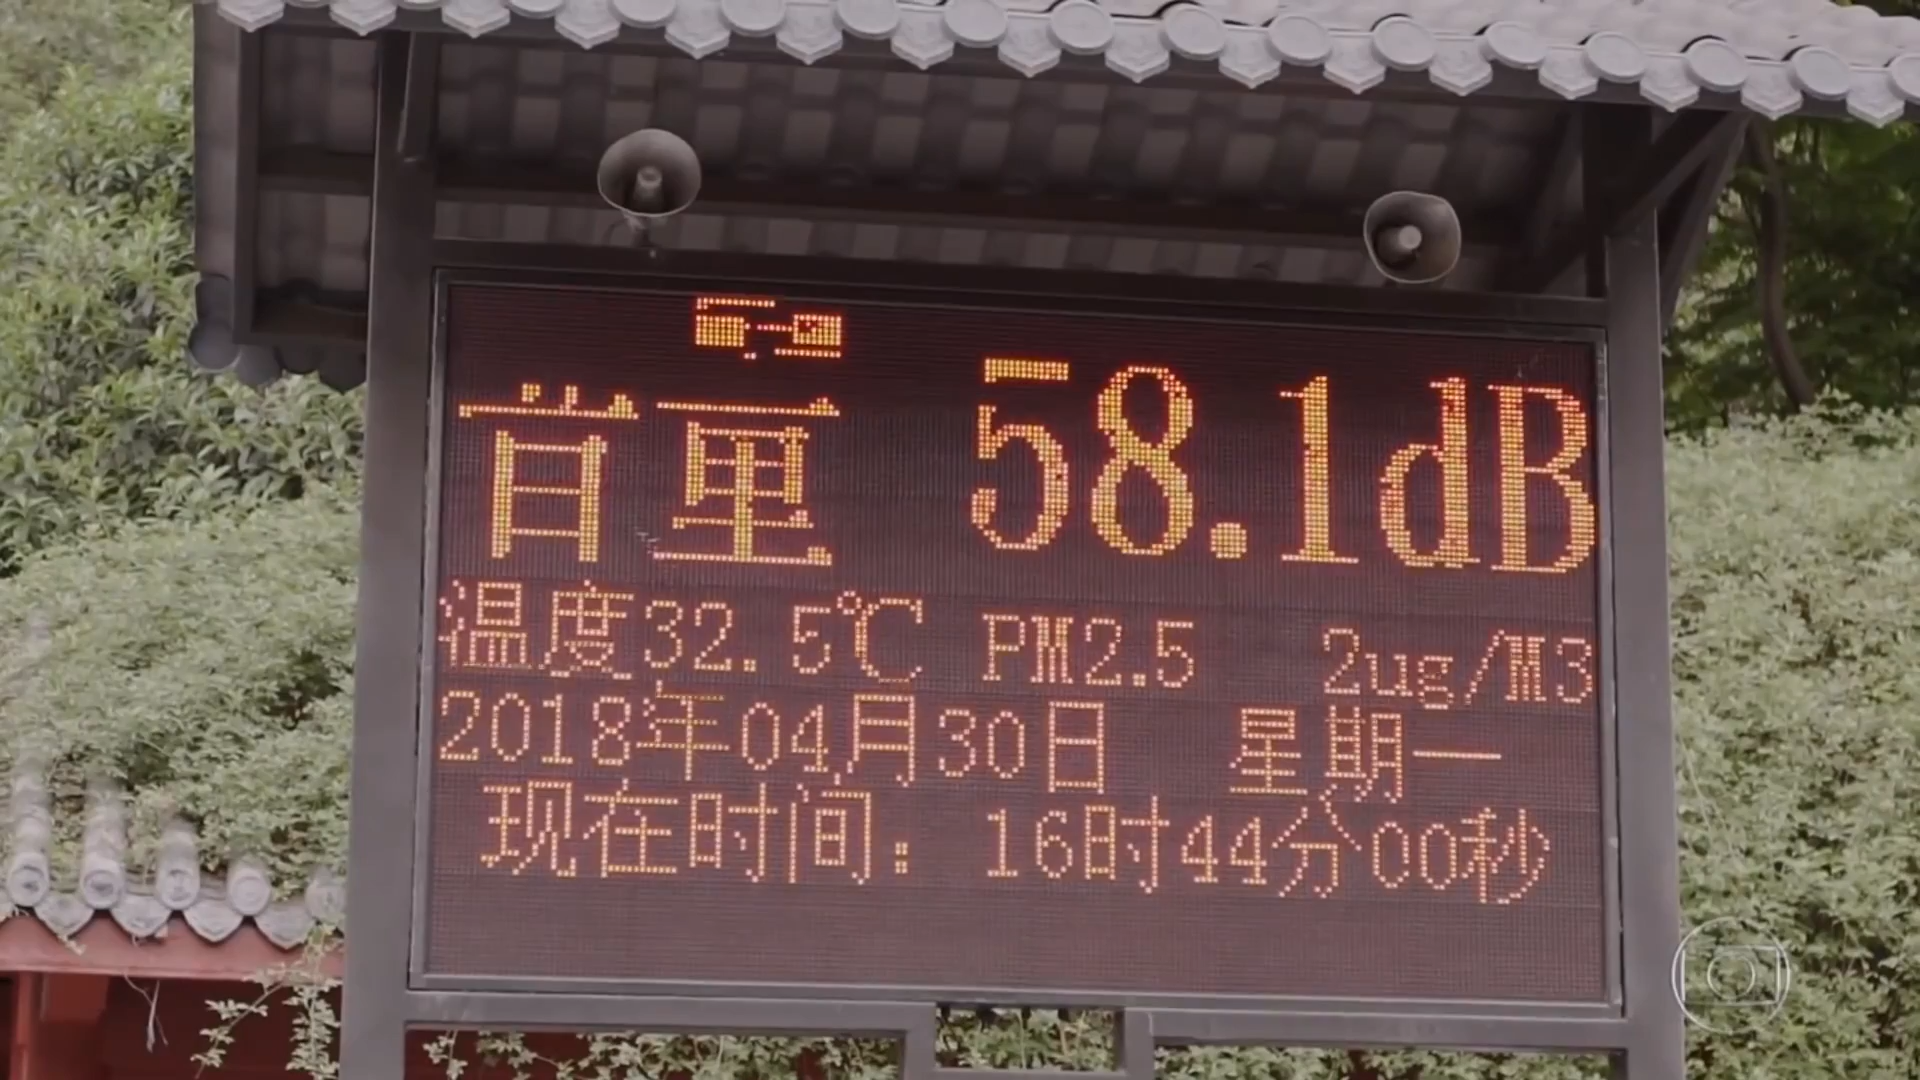 音量 58.1dB
温度32.5℃ PM2.5 2ug/M3
2018年04月30日 星期一
现在时间：16时44分00秒